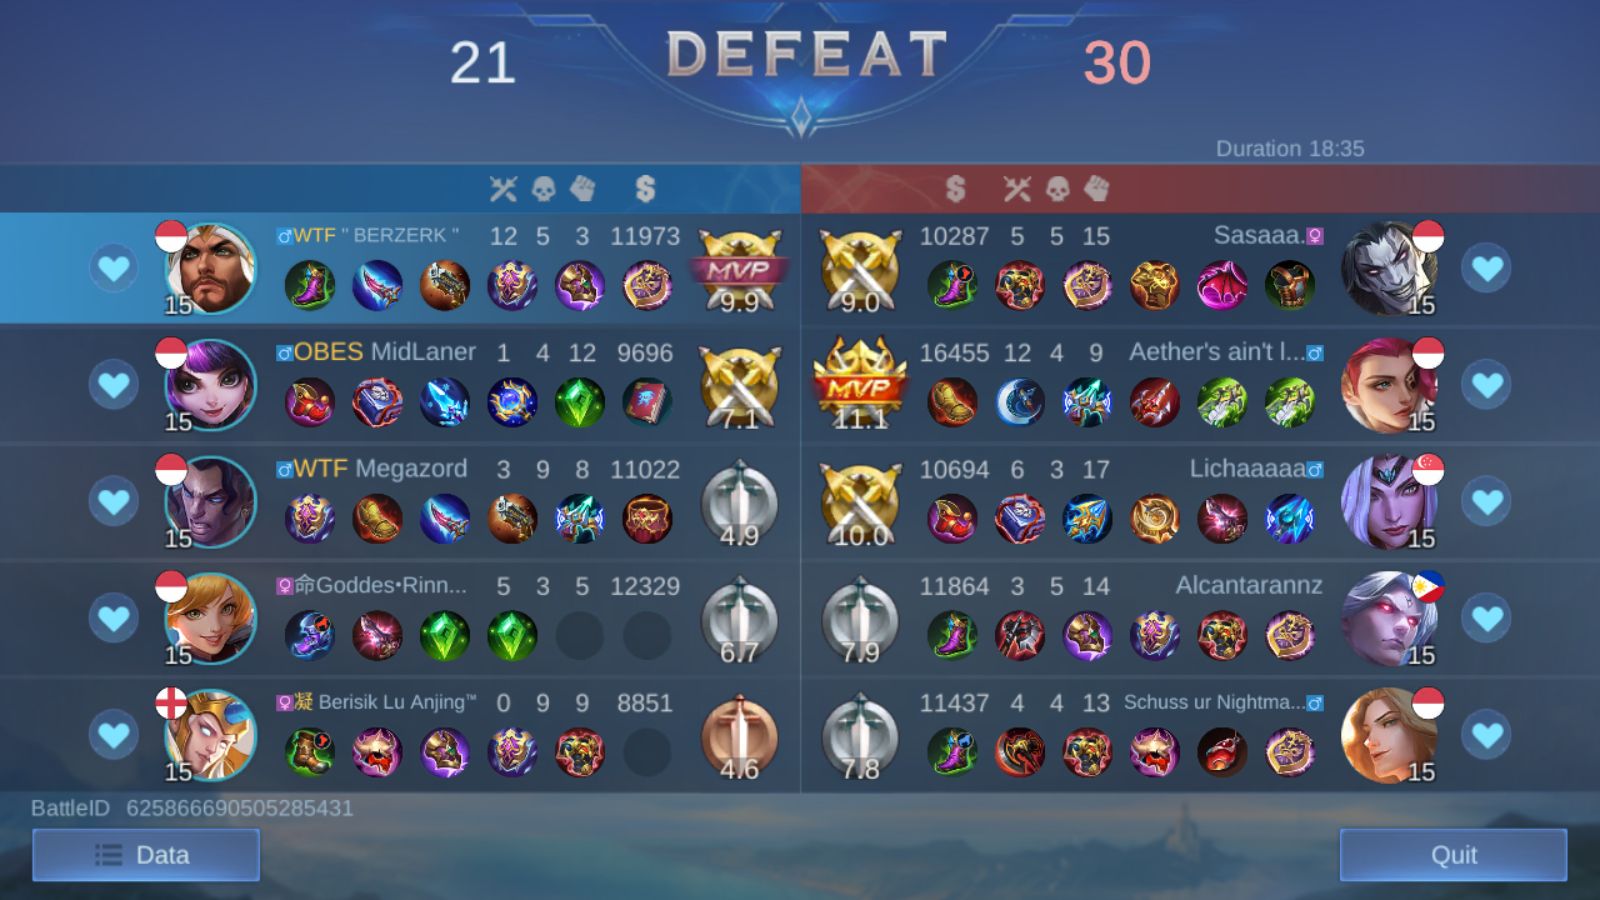 21 DEFEAT 30
Duration 18:35
♂WTF " BERZERK " 12 5 3 11973
MVP
9.9
15
10287 5 5 15 Sasaaa.♀
9.0
15
♂OBES MidLaner 1 4 12 9696
7.1
15
16455 12 4 9 Aether's ain't l...♂
MVP
11.1
15
♂WTF Megazord 3 9 8 11022
4.9
15
10694 6 3 17 Lichaaaaa♂
10.0
15
♀命Goddes•Rinn... 5 3 5 12329
6.7
15
11864 3 5 14 Alcantarannz
7.9
15
♀凝 Berisik Lu Anjing™ 0 9 9 8851
4.6
15
11437 4 4 13 Schuss ur Nightma...♂
7.8
15
BattleID 625866690505285431
Data
Quit